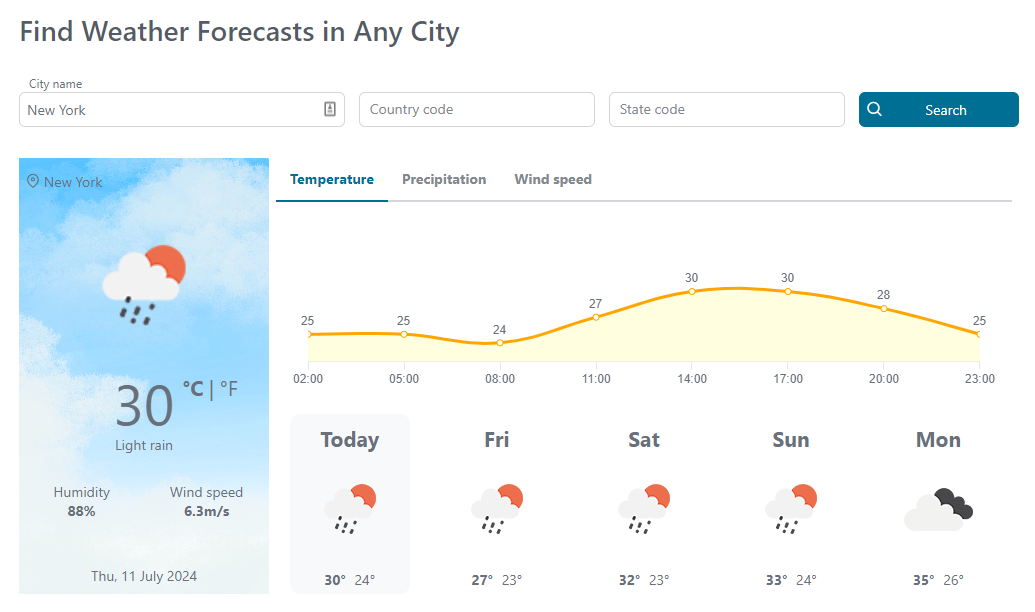 Find Weather Forecasts in Any City
City name
New York
Country code
State code
Search
New York
30 °C | °F
Light rain
Humidity
88%
Wind speed
6.3m/s
Thu, 11 July 2024
Temperature Precipitation Wind speed
25 25 24 27 30 30 28 25
02:00 05:00 08:00 11:00 14:00 17:00 20:00 23:00
Today Fri Sat Sun Mon
30° 24° 27° 23° 32° 23° 33° 24° 35° 26°